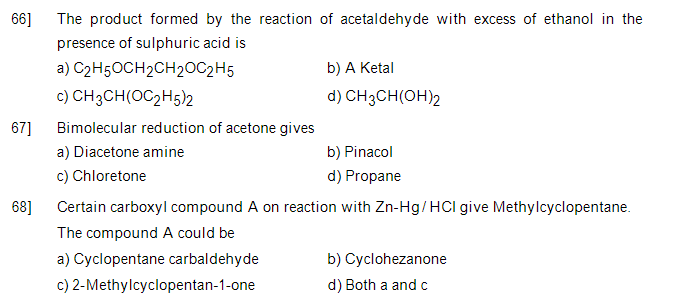 66] The product formed by the reaction of acetaldehyde with excess of ethanol in the
presence of sulphuric acid is
a) C₂H₅OCH₂CH₂OC₂H₅ b) A Ketal
c) CH₃CH(OC₂H₅)₂ d) CH₃CH(OH)₂
67] Bimolecular reduction of acetone gives
a) Diacetone amine b) Pinacol
c) Chloretone d) Propane
68] Certain carboxyl compound A on reaction with Zn-Hg/HCl give Methylcyclopentane.
The compound A could be
a) Cyclopentane carbaldehyde b) Cyclohezanone
c) 2-Methylcyclopentan-1-one d) Both a and c